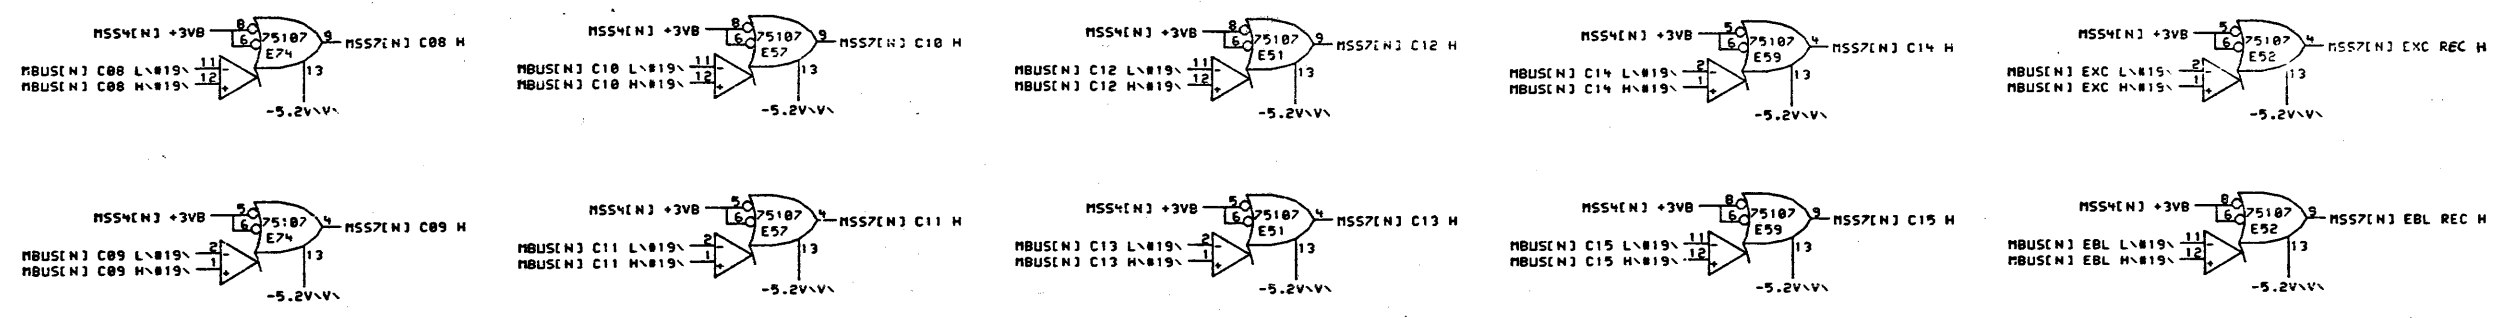 MSS4[N] +3VB 8 6 75107 E74 9 MSS7[N] C08 H
MBUS[N] C08 L\#19\ 11 -
MBUS[N] C08 H\#19\ 12 +
13
-5.2V\V\
MSS4[N] +3VB 8 6 75107 E57 9 MSS7[N] C10 H
MBUS[N] C10 L\#19\ 11 -
MBUS[N] C10 H\#19\ 12 +
13
-5.2V\V\
MSS4[N] +3VB 8 6 75107 E51 9 MSS7[N] C12 H
MBUS[N] C12 L\#19\ 11 -
MBUS[N] C12 H\#19\ 12 +
13
-5.2V\V\
MSS4[N] +3VB 5 6 75107 E59 4 MSS7[N] C14 H
MBUS[N] C14 L\#19\ 2 -
MBUS[N] C14 H\#19\ 1 +
13
-5.2V\V\
MSS4[N] +3VB 5 6 75107 E52 4 MSS7[N] EXC REC H
MBUS[N] EXC L\#19\ 2 -
MBUS[N] EXC H\#19\ 1 +
13
-5.2V\V\
MSS4[N] +3VB 5 6 75107 E74 4 MSS7[N] C09 H
MBUS[N] C09 L\#19\ 2 -
MBUS[N] C09 H\#19\ 1 +
13
-5.2V\V\
MSS4[N] +3VB 5 6 75107 E57 4 MSS7[N] C11 H
MBUS[N] C11 L\#19\ 2 -
MBUS[N] C11 H\#19\ 1 +
13
-5.2V\V\
MSS4[N] +3VB 5 6 75107 E51 4 MSS7[N] C13 H
MBUS[N] C13 L\#19\ 2 -
MBUS[N] C13 H\#19\ 1 +
13
-5.2V\V\
MSS4[N] +3VB 8 6 75107 E59 9 MSS7[N] C15 H
MBUS[N] C15 L\#19\ 11 -
MBUS[N] C15 H\#19\ 12 +
13
-5.2V\V\
MSS4[N] +3VB 8 6 75107 E52 9 MSS7[N] EBL REC H
MBUS[N] EBL L\#19\ 11 -
MBUS[N] EBL H\#19\ 12 +
13
-5.2V\V\